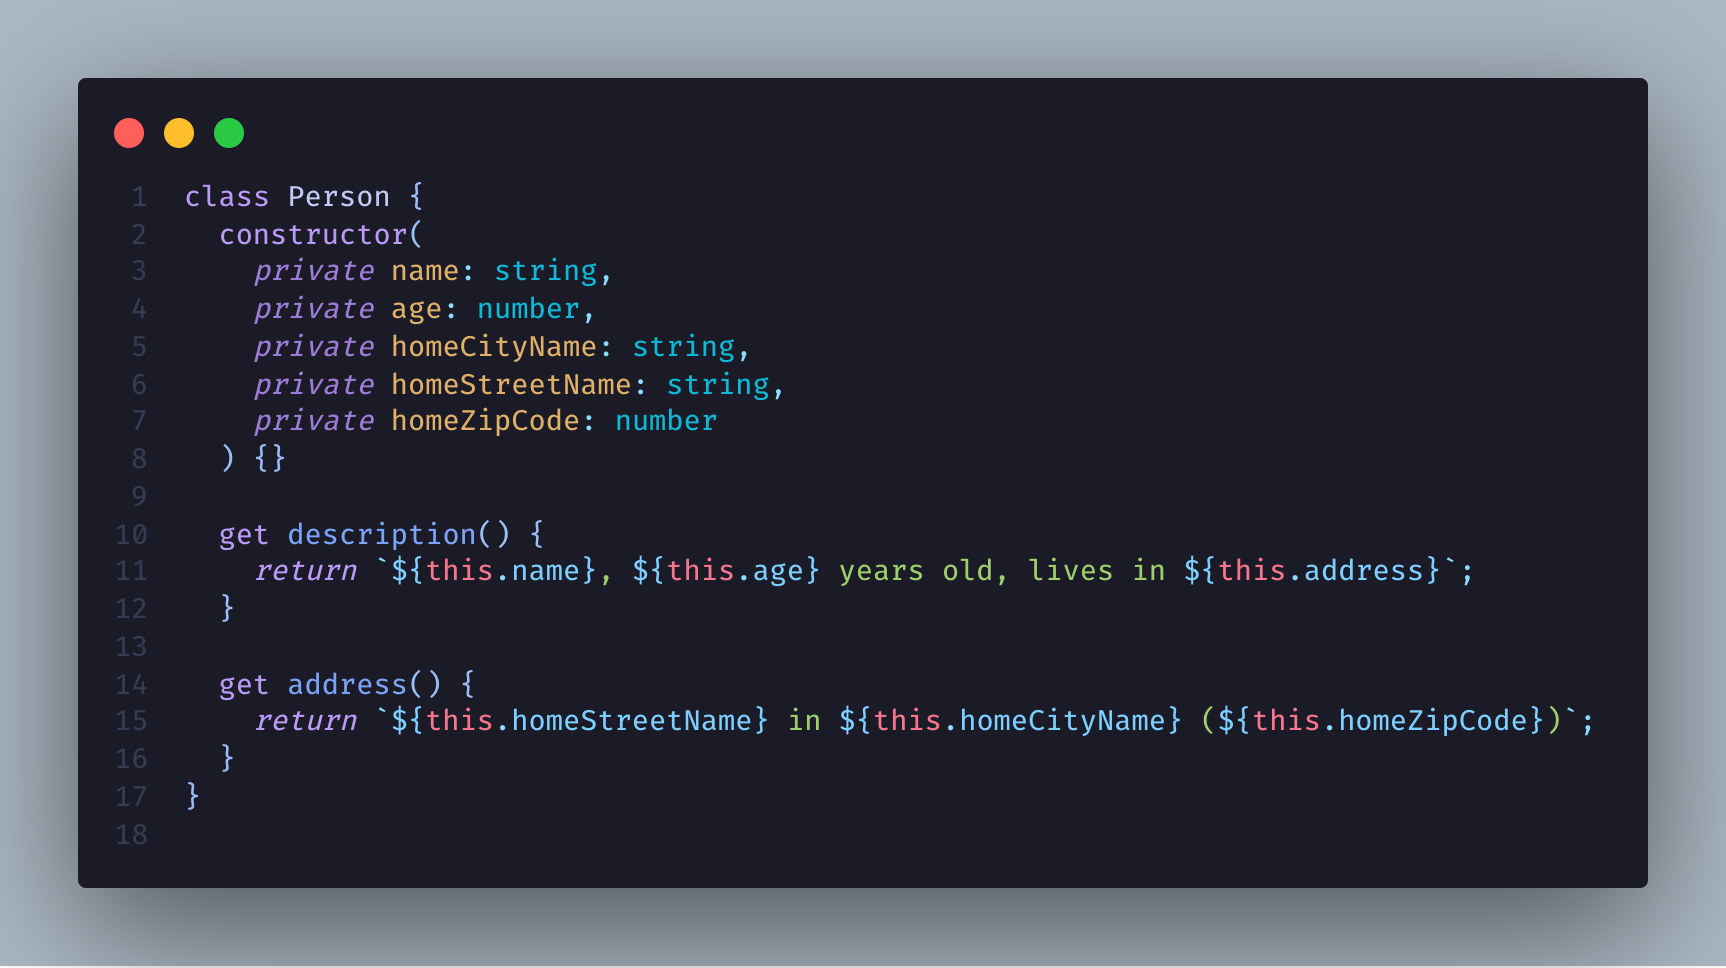 1 class Person {
2   constructor(
3     private name: string,
4     private age: number,
5     private homeCityName: string,
6     private homeStreetName: string,
7     private homeZipCode: number
8   ) {}
9
10   get description() {
11     return `${this.name}, ${this.age} years old, lives in ${this.address}`;
12   }
13
14   get address() {
15     return `${this.homeStreetName} in ${this.homeCityName} (${this.homeZipCode})`;
16   }
17 }
18